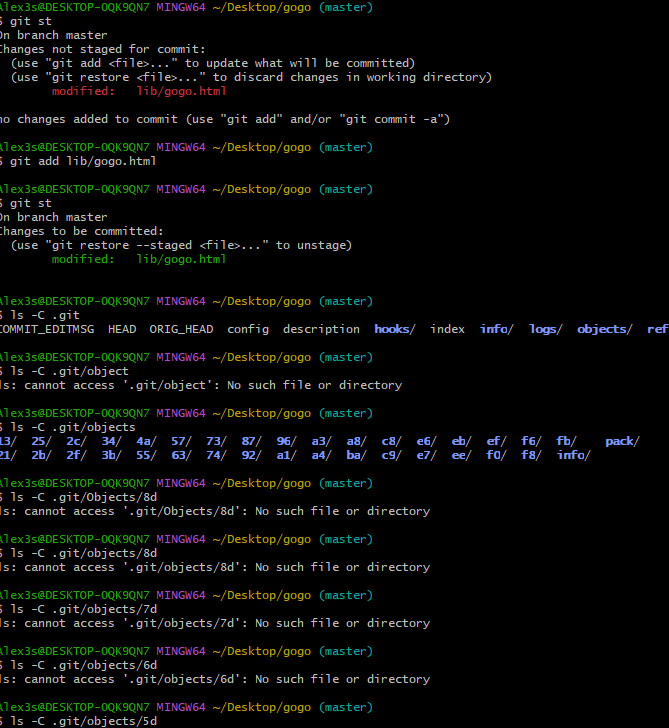 Alex3s@DESKTOP-OQK9QN7 MINGW64 ~/Desktop/gogo (master)
$ git st
On branch master
Changes not staged for commit:
  (use "git add <file>..." to update what will be committed)
  (use "git restore <file>..." to discard changes in working directory)
        modified:   lib/gogo.html

no changes added to commit (use "git add" and/or "git commit -a")

Alex3s@DESKTOP-OQK9QN7 MINGW64 ~/Desktop/gogo (master)
$ git add lib/gogo.html

Alex3s@DESKTOP-OQK9QN7 MINGW64 ~/Desktop/gogo (master)
$ git st
On branch master
Changes to be committed:
  (use "git restore --staged <file>..." to unstage)
        modified:   lib/gogo.html

Alex3s@DESKTOP-OQK9QN7 MINGW64 ~/Desktop/gogo (master)
$ ls -C .git
COMMIT_EDITMSG  HEAD  ORIG_HEAD  config  description  hooks/  index  info/  logs/  objects/  ref

Alex3s@DESKTOP-OQK9QN7 MINGW64 ~/Desktop/gogo (master)
$ ls -C .git/object
ls: cannot access '.git/object': No such file or directory

Alex3s@DESKTOP-OQK9QN7 MINGW64 ~/Desktop/gogo (master)
$ ls -C .git/objects
13/  25/  2c/  34/  4a/  57/  73/  87/  96/  a3/  a8/  c8/  e6/  eb/  ef/  f6/  fb/    pack/
21/  2b/  2f/  3b/  55/  63/  74/  92/  a1/  a4/  ba/  c9/  e7/  ee/  f0/  f8/  info/

Alex3s@DESKTOP-OQK9QN7 MINGW64 ~/Desktop/gogo (master)
$ ls -C .git/Objects/8d
ls: cannot access '.git/Objects/8d': No such file or directory

Alex3s@DESKTOP-OQK9QN7 MINGW64 ~/Desktop/gogo (master)
$ ls -C .git/objects/8d
ls: cannot access '.git/objects/8d': No such file or directory

Alex3s@DESKTOP-OQK9QN7 MINGW64 ~/Desktop/gogo (master)
$ ls -C .git/objects/7d
ls: cannot access '.git/objects/7d': No such file or directory

Alex3s@DESKTOP-OQK9QN7 MINGW64 ~/Desktop/gogo (master)
$ ls -C .git/objects/6d
ls: cannot access '.git/objects/6d': No such file or directory

Alex3s@DESKTOP-OQK9QN7 MINGW64 ~/Desktop/gogo (master)
$ ls -C .git/objects/5d